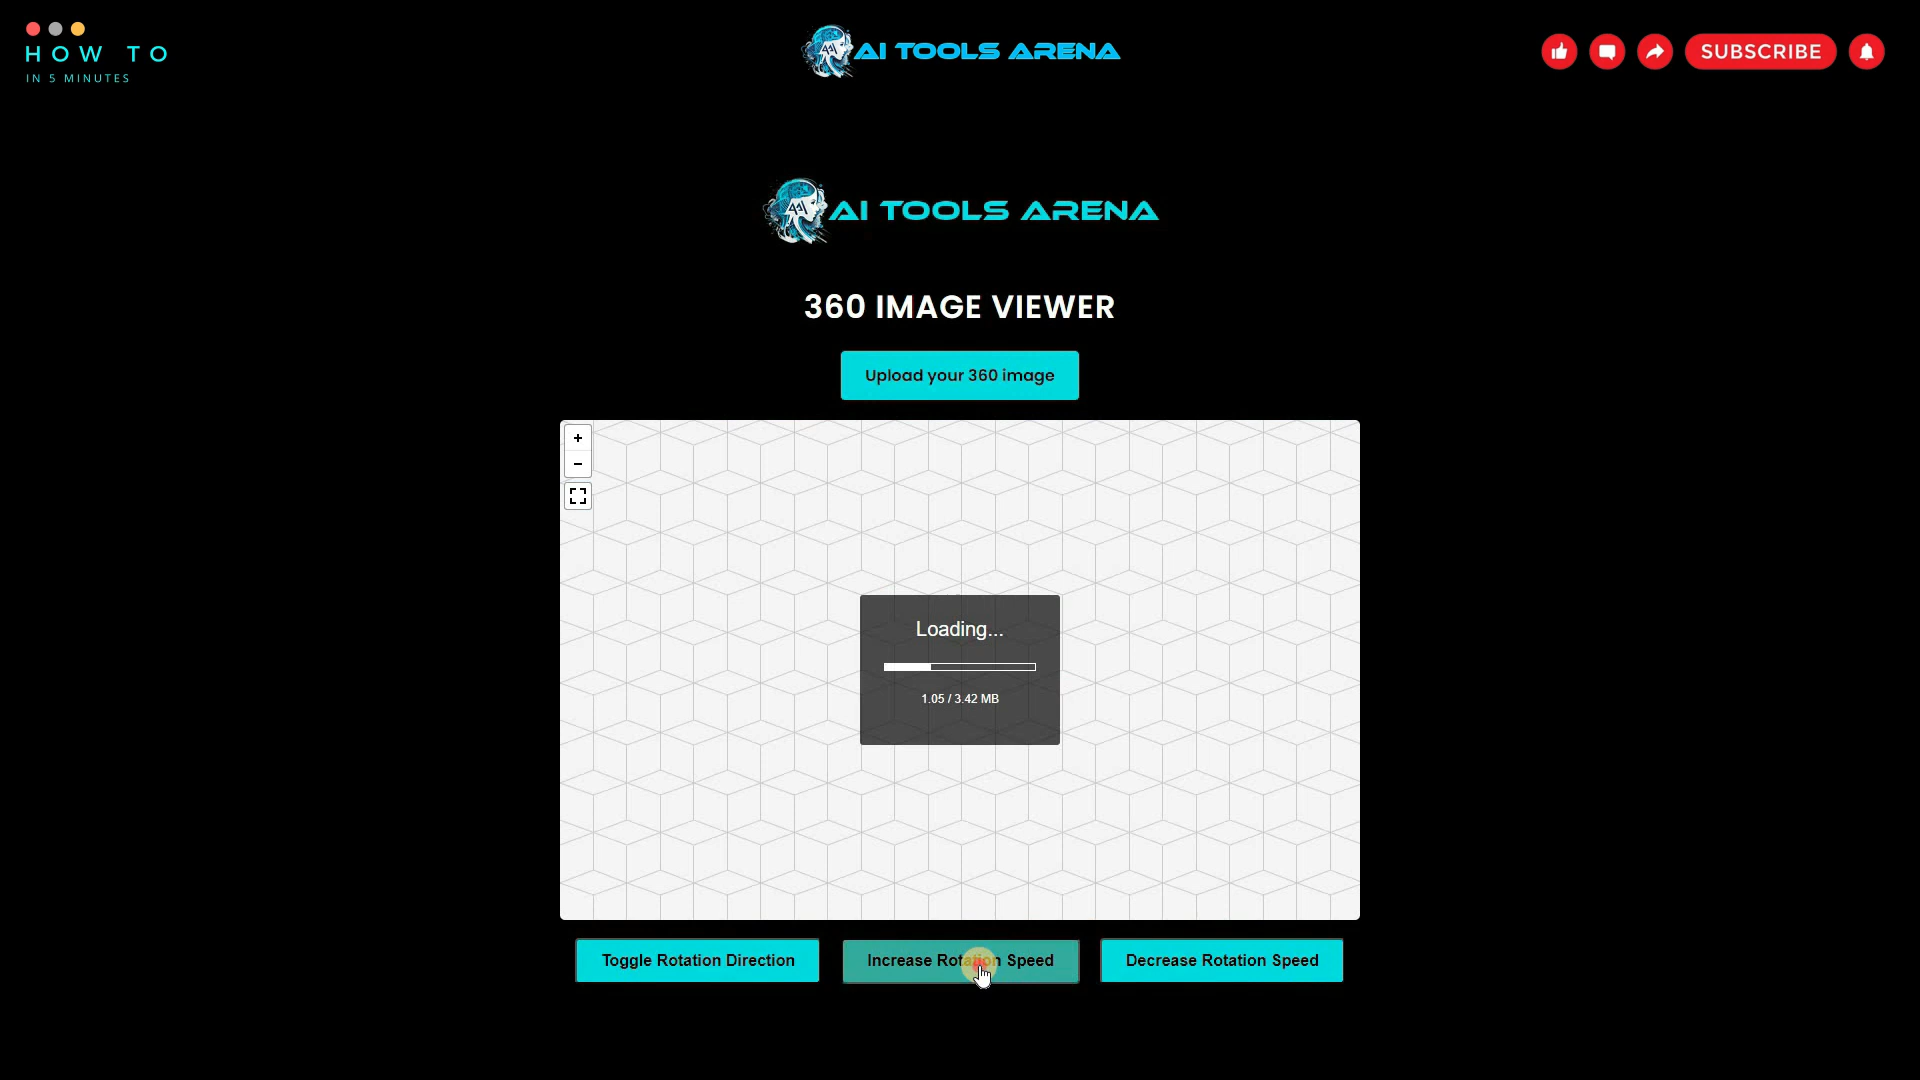 HOW TO
IN 5 MINUTES
AI TOOLS ARENA
SUBSCRIBE
AI TOOLS ARENA
360 IMAGE VIEWER
Upload your 360 image
+
−
Loading...
1.05 / 3.42 MB
Toggle Rotation Direction
Increase Rotation Speed
Decrease Rotation Speed